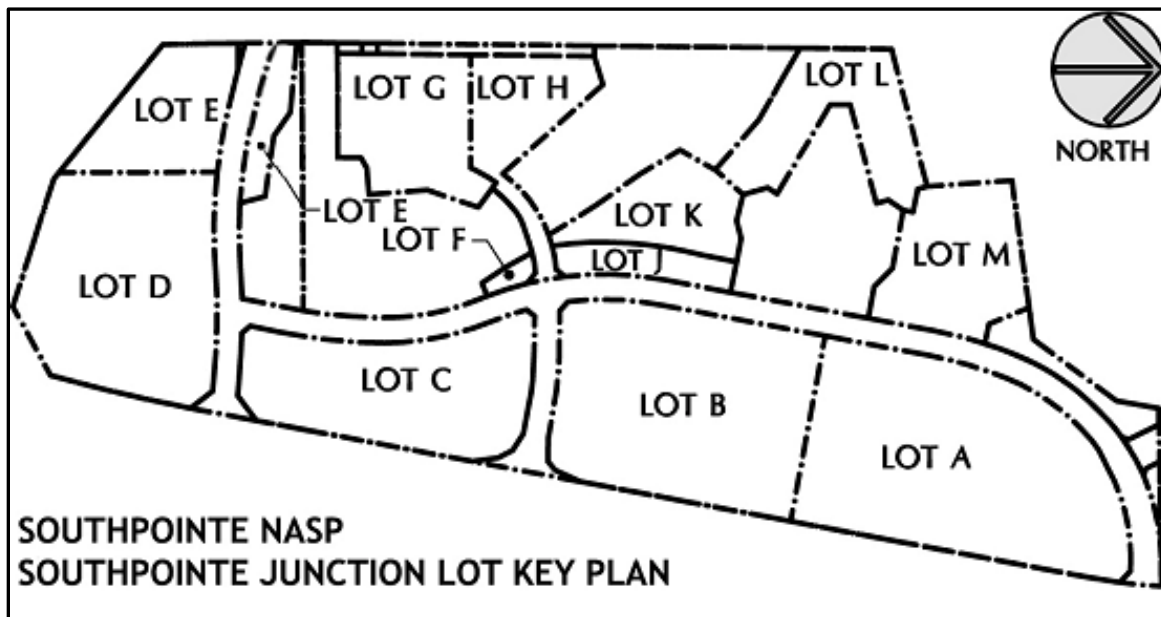 LOT L
LOT G
LOT H
LOT E
NORTH
LOT E
LOT K
LOT F
LOT J
LOT M
LOT D
LOT C
LOT B
LOT A
SOUTHPOINTE NASP
SOUTHPOINTE JUNCTION LOT KEY PLAN